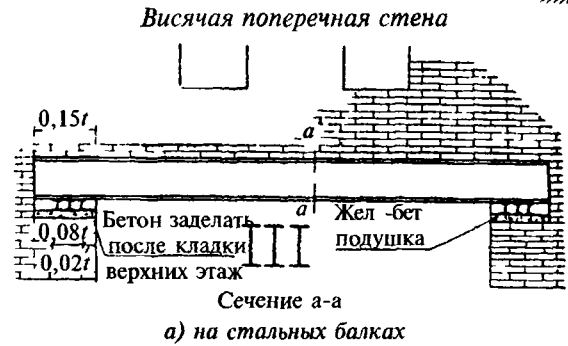 Висячая поперечная стена
0,15t
а
а
Бетон заделать
после кладки
верхних этаж
Жел -бет
подушка
0,08t
0,02t
Сечение а-а
а) на стальных балках